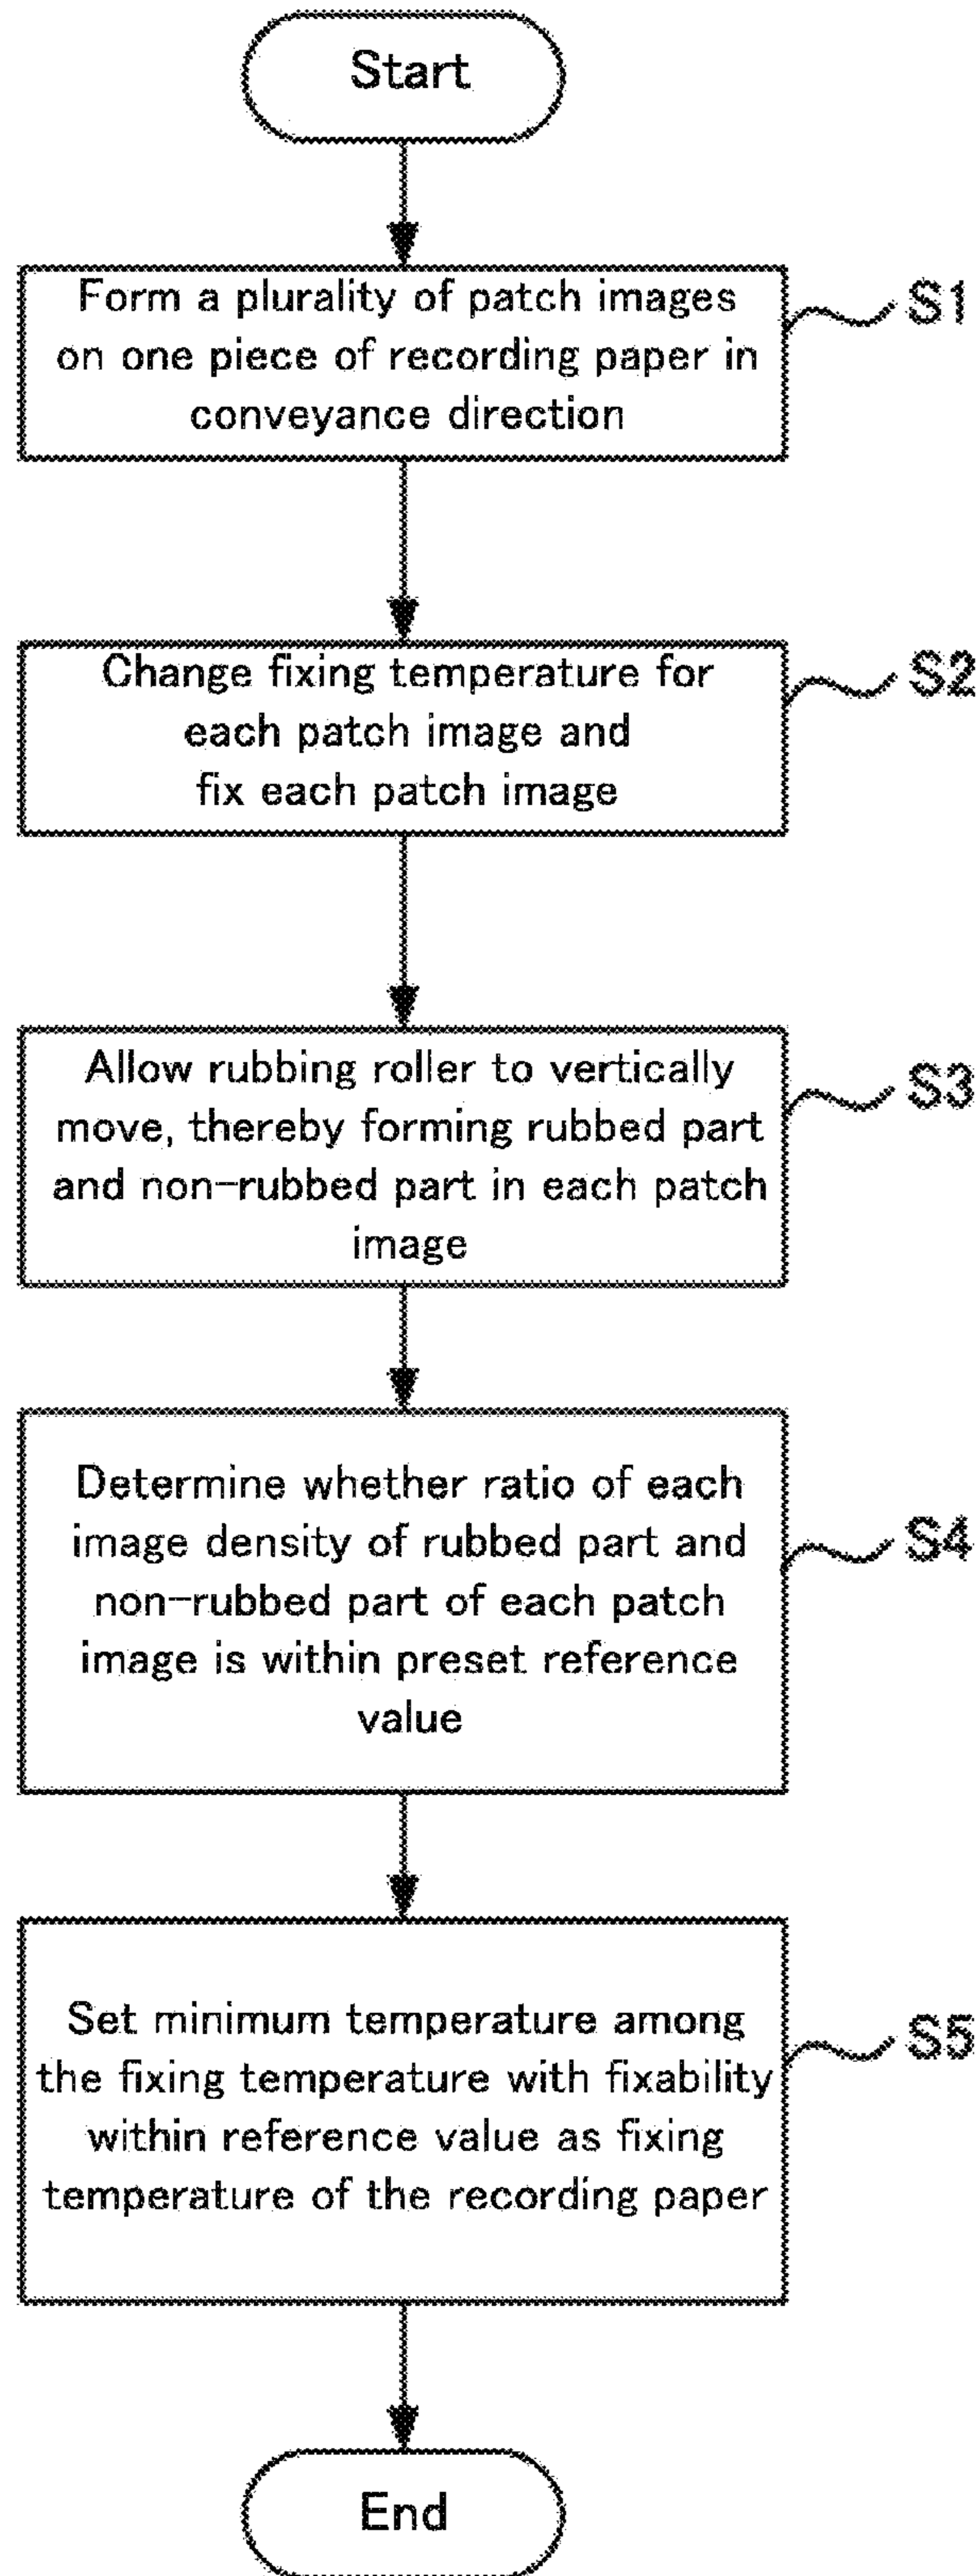 Start
Form a plurality of patch images
on one piece of recording paper in
conveyance direction
S1
Change fixing temperature for
each patch image and
fix each patch image
S2
Allow rubbing roller to vertically
move, thereby forming rubbed part
and non-rubbed part in each patch
image
S3
Determine whether ratio of each
image density of rubbed part and
non-rubbed part of each patch
image is within preset reference
value
S4
Set minimum temperature among
the fixing temperature with fixability
within reference value as fixing
temperature of the recording paper
S5
End